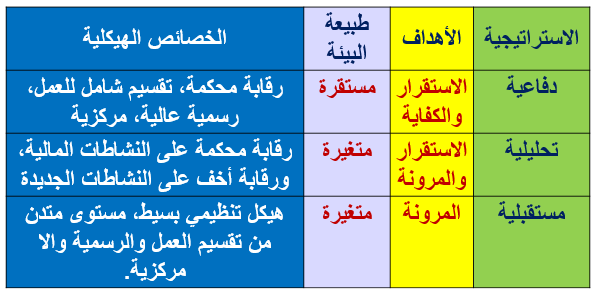 الاستراتيجية
الأهداف
طبيعة
البيئة
الخصائص الهيكلية
دفاعية
الاستقرار
والكفاية
مستقرة
رقابة محكمة، تقسيم شامل للعمل،
رسمية عالية، مركزية
تحليلية
الاستقرار
والمرونة
متغيرة
رقابة محكمة على النشاطات المالية،
ورقابة أخف على النشاطات الجديدة
مستقبلية
المرونة
متغيرة
هيكل تنظيمي بسيط، مستوى متدن
من تقسيم العمل والرسمية والا
مركزية.